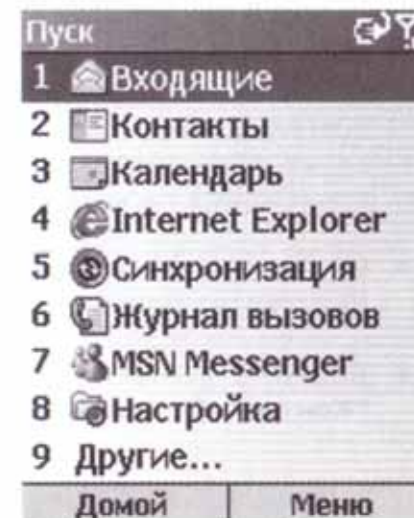 Пуск
1 Входящие
2 Контакты
3 Календарь
4 Internet Explorer
5 Синхронизация
6 Журнал вызовов
7 MSN Messenger
8 Настройка
9 Другие...
Домой Меню